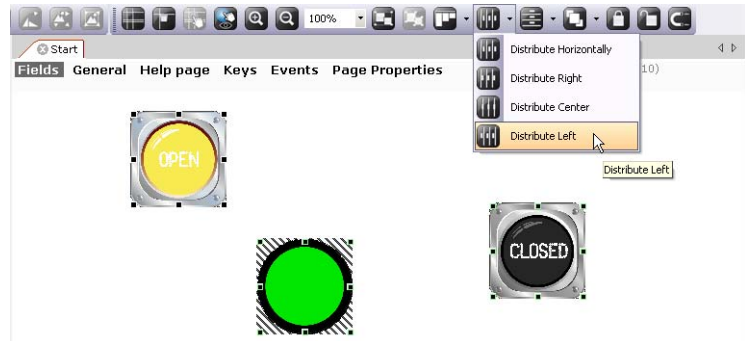 100%
Start
Fields General Help page Keys Events Page Properties
10)
Distribute Horizontally
Distribute Right
Distribute Center
Distribute Left
Distribute Left
OPEN
CLOSED